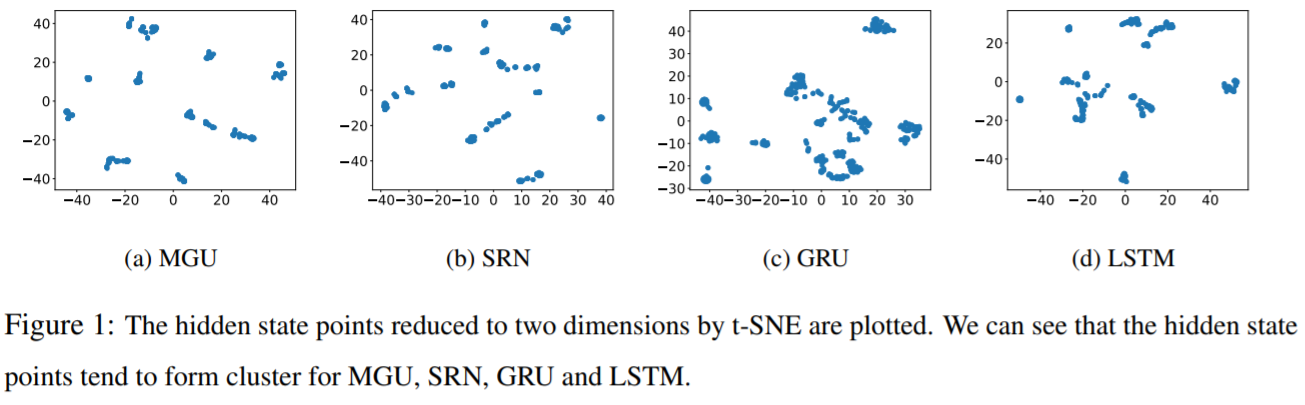 40
20
0
−20
−40
−40 −20 0 20 40
(a) MGU
40
20
0
−20
−40
−40 −30 −20 −10 0 10 20 30 40
(b) SRN
40
30
20
10
0
−10
−20
−30
−40−30−20−10 0 10 20 30
(c) GRU
20
0
−20
−40
−40 −20 0 20 40
(d) LSTM
Figure 1: The hidden state points reduced to two dimensions by t-SNE are plotted. We can see that the hidden state
points tend to form cluster for MGU, SRN, GRU and LSTM.